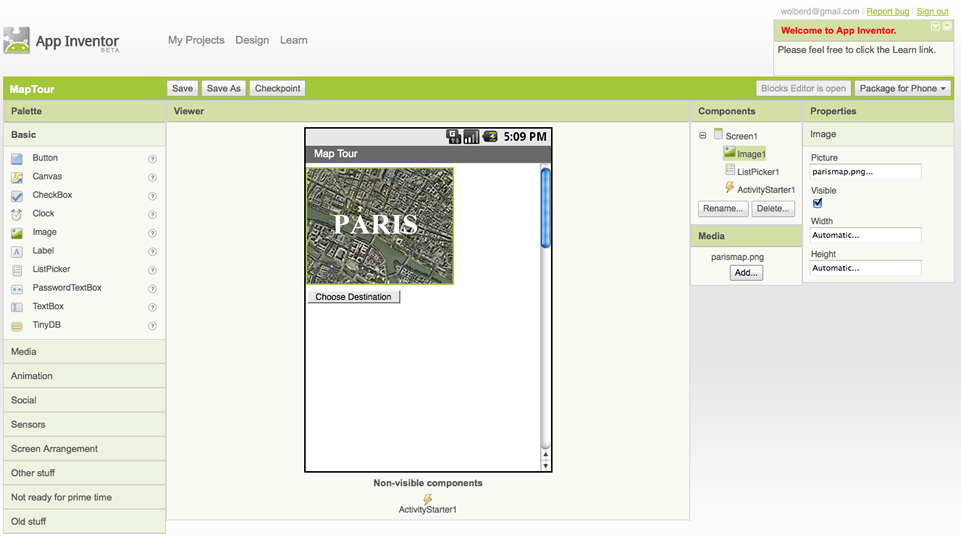 wolberd@gmail.com | Report bug | Sign out
App Inventor
BETA
My Projects Design Learn
Welcome to App Inventor.
Please feel free to click the Learn link.
MapTour
Save Save As Checkpoint
Blocks Editor is open Package for Phone
Palette
Basic
Button ?
Canvas ?
CheckBox ?
Clock ?
Image ?
Label ?
ListPicker ?
PasswordTextBox ?
TextBox ?
TinyDB ?
Media
Animation
Social
Sensors
Screen Arrangement
Other stuff
Not ready for prime time
Old stuff
Viewer
5:09 PM
Map Tour
PARIS
Choose Destination
Non-visible components
ActivityStarter1
Components
Screen1
Image1
ListPicker1
ActivityStarter1
Rename... Delete...
Media
parismap.png
Add...
Properties
Image
Picture
parismap.png...
Visible
Width
Automatic...
Height
Automatic...